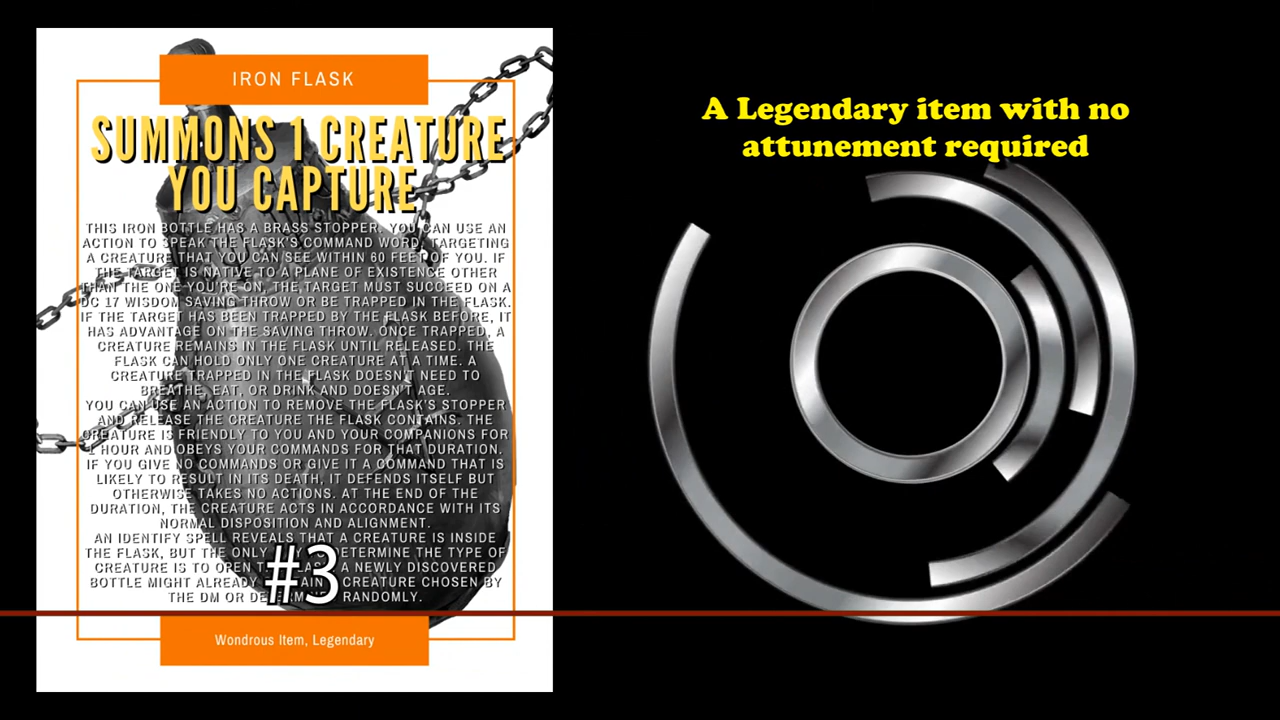 IRON FLASK
SUMMONS 1 CREATURE
YOU CAPTURE
THIS IRON BOTTLE HAS A BRASS STOPPER. YOU CAN USE AN
ACTION TO SPEAK THE FLASK'S COMMAND WORD, TARGETING
A CREATURE THAT YOU CAN SEE WITHIN 60 FEET OF YOU. IF
THE TARGET IS NATIVE TO A PLANE OF EXISTENCE OTHER
THAN THE ONE YOU'RE ON, THE TARGET MUST SUCCEED ON A
DC 17 WISDOM SAVING THROW OR BE TRAPPED IN THE FLASK.
IF THE TARGET HAS BEEN TRAPPED BY THE FLASK BEFORE, IT
HAS ADVANTAGE ON THE SAVING THROW. ONCE TRAPPED, A
CREATURE REMAINS IN THE FLASK UNTIL RELEASED. THE
FLASK CAN HOLD ONLY ONE CREATURE AT A TIME. A
CREATURE TRAPPED IN THE FLASK DOESN'T NEED TO
BREATHE, EAT, OR DRINK AND DOESN'T AGE.
YOU CAN USE AN ACTION TO REMOVE THE FLASK'S STOPPER
AND RELEASE THE CREATURE THE FLASK CONTAINS. THE
CREATURE IS FRIENDLY TO YOU AND YOUR COMPANIONS FOR
1 HOUR AND OBEYS YOUR COMMANDS FOR THAT DURATION.
IF YOU GIVE NO COMMANDS OR GIVE IT A COMMAND THAT IS
LIKELY TO RESULT IN ITS DEATH, IT DEFENDS ITSELF BUT
OTHERWISE TAKES NO ACTIONS. AT THE END OF THE
DURATION, THE CREATURE ACTS IN ACCORDANCE WITH ITS
NORMAL DISPOSITION AND ALIGNMENT.
AN IDENTIFY SPELL REVEALS THAT A CREATURE IS INSIDE
THE FLASK, BUT THE ONLY DETERMINE THE TYPE OF
CREATURE IS TO OPEN A NEWLY DISCOVERED
BOTTLE MIGHT ALREADY CREATURE CHOSEN BY
THE DM OR RANDOMLY.
#3
Wondrous Item, Legendary
A Legendary item with no
attunement required